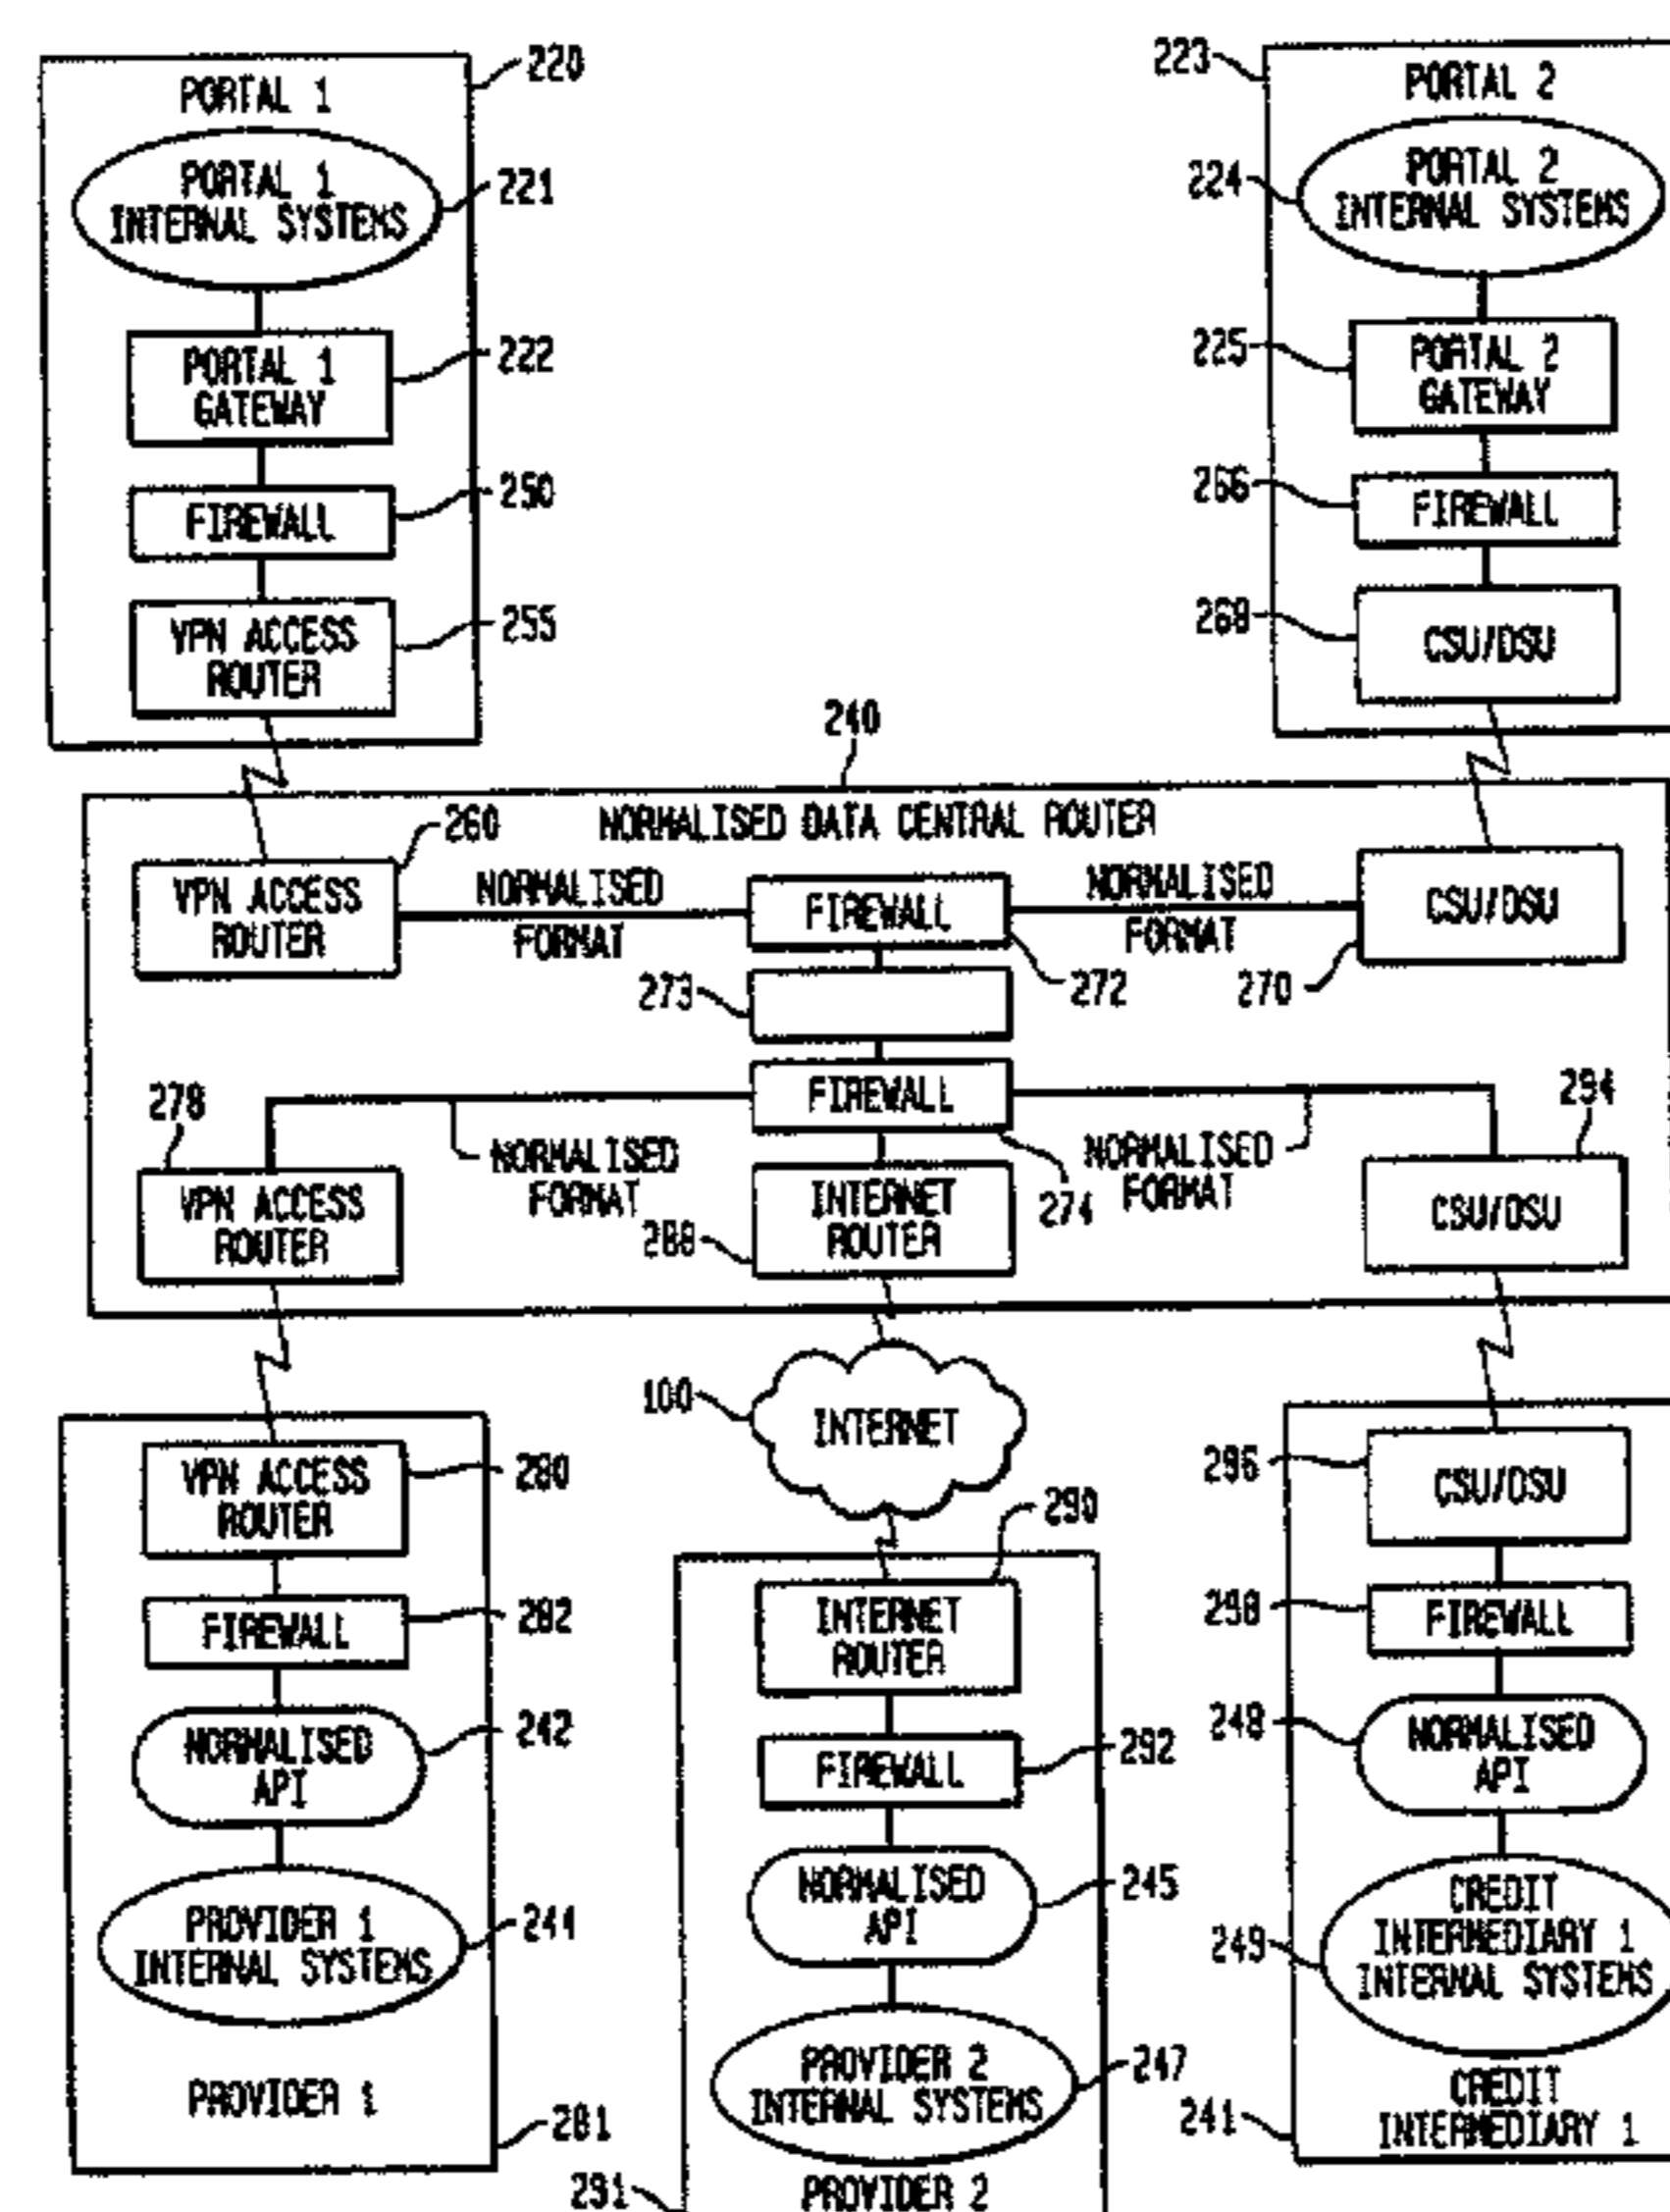 220
PORTAL 1
PORTAL 1
INTERNAL SYSTEMS
221
PORTAL 1
GATEWAY
222
FIREWALL
250
VPN ACCESS
ROUTER
255
223
PORTAL 2
224
PORTAL 2
INTERNAL SYSTEMS
225
PORTAL 2
GATEWAY
266
FIREWALL
268
CSU/DSU
240
NORMALISED DATA CENTRAL ROUTER
260
VPN ACCESS
ROUTER
NORMALISED
FORMAT
FIREWALL
272
NORMALISED
FORMAT
270
CSU/DSU
273
FIREWALL
274
278
VPN ACCESS
ROUTER
NORMALISED
FORMAT
288
INTERNET
ROUTER
NORMALISED
FORMAT
294
CSU/DSU
100
INTERNET
VPN ACCESS
ROUTER
280
FIREWALL
282
NORMALISED
API
242
PROVIDER 1
INTERNAL SYSTEMS
244
PROVIDER 1
281
290
INTERNET
ROUTER
FIREWALL
292
NORMALISED
API
245
PROVIDER 2
INTERNAL SYSTEMS
247
291
PROVIDER 2
296
CSU/DSU
298
FIREWALL
248
NORMALISED
API
249
CREDIT
INTERMEDIARY 1
INTERNAL SYSTEMS
241
CREDIT
INTERMEDIARY 1